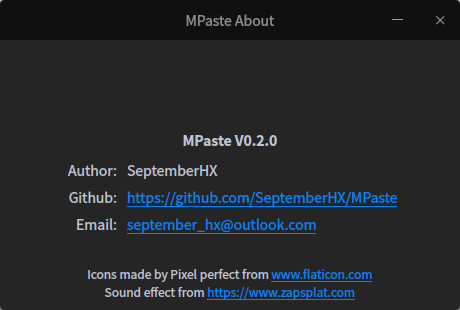 MPaste About
MPaste V0.2.0
Author: SeptemberHX
Github: https://github.com/SeptemberHX/MPaste
Email: september_hx@outlook.com
Icons made by Pixel perfect from www.flaticon.com
Sound effect from https://www.zapsplat.com